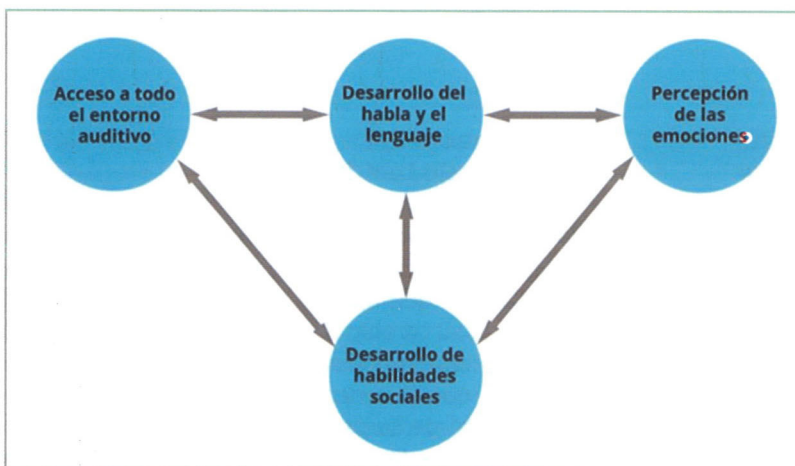 Acceso a todo
el entorno
auditivo
Desarrollo del
habla y el
lenguaje
Percepción
de las
emociones
Desarrollo de
habilidades
sociales